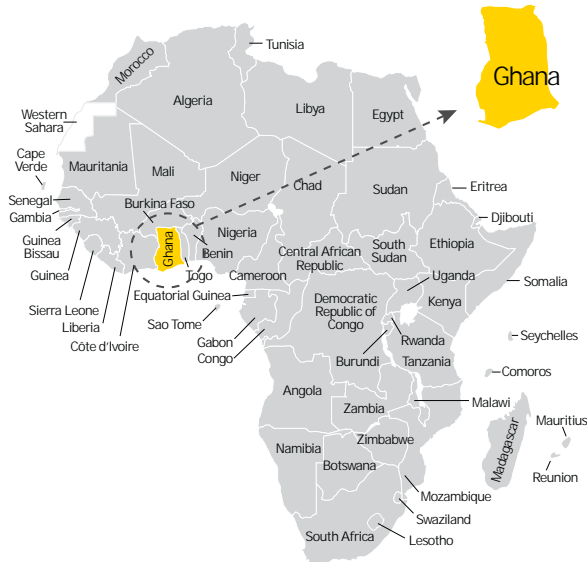 Ghana
Tunisia
Morocco
Algeria
Libya
Egypt
Western
Sahara
Cape
Verde
Mauritania
Mali
Niger
Chad
Sudan
Eritrea
Senegal
Gambia
Burkina Faso
Djibouti
Guinea
Bissau
Ghana
Nigeria
Benin
Togo
Central African
Republic
South
Sudan
Ethiopia
Guinea
Cameroon
Uganda
Somalia
Sierra Leone
Equatorial Guinea
Democratic
Republic of
Congo
Kenya
Liberia
Sao Tome
Côte d'Ivoire
Gabon
Congo
Rwanda
Burundi
Tanzania
Seychelles
Comoros
Angola
Malawi
Zambia
Madagascar
Mauritius
Zimbabwe
Namibia
Botswana
Reunion
Mozambique
Swaziland
South Africa
Lesotho